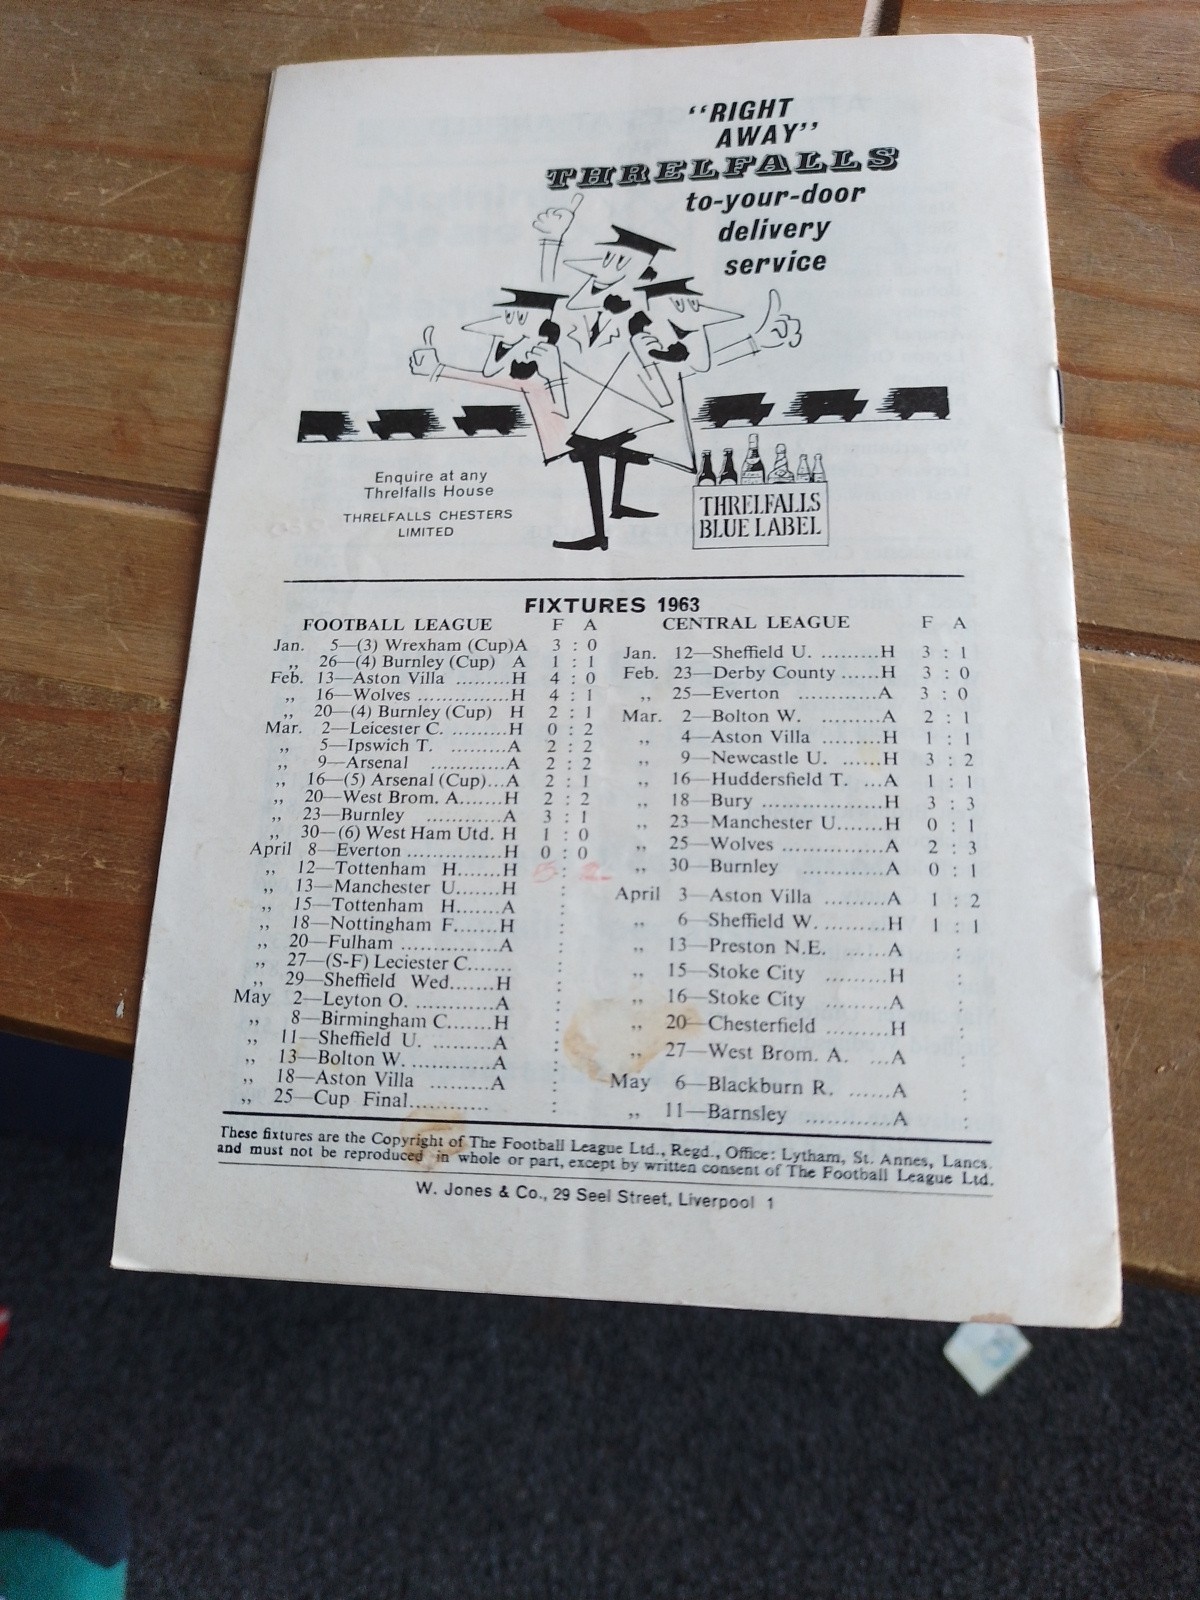 “RIGHT
AWAY”
THRELFALLS
to-your-door
delivery
service
Enquire at any
Threlfalls House
THRELFALLS CHESTERS
LIMITED
THRELFALLS
BLUE LABEL
FIXTURES 1963
FOOTBALL LEAGUE F A
Jan. 5—(3) Wrexham (Cup)A 3 : 0
,, 26—(4) Burnley (Cup) A 1 : 1
Feb. 13—Aston Villa .........H 4 : 0
,, 16—Wolves ...............H 4 : 1
,, 20—(4) Burnley (Cup) H 2 : 1
Mar. 2—Leicester C. .........H 0 : 2
,, 5—Ipswich T. .........A 2 : 2
,, 9—Arsenal ............A 2 : 2
,, 16—(5) Arsenal (Cup)...A 2 : 1
,, 20—West Brom. A.......H 2 : 2
,, 23—Burnley ............A 3 : 1
,, 30—(6) West Ham Utd. H 1 : 0
April 8—Everton ...............H 0 : 0
,, 12—Tottenham H.......H 5 : 2
,, 13—Manchester U.......H :
,, 15—Tottenham H.......A :
,, 18—Nottingham F.......H :
,, 20—Fulham ...............A :
,, 27—(S-F) Leciester C....... :
,, 29—Sheffield Wed.......H :
May 2—Leyton O. ............A :
,, 8—Birmingham C.......H :
,, 11—Sheffield U. .........A :
,, 13—Bolton W. ............A :
,, 18—Aston Villa .........A :
,, 25—Cup Final............ :
CENTRAL LEAGUE F A
Jan. 12—Sheffield U. .........H 3 : 1
Feb. 23—Derby County ......H 3 : 0
,, 25—Everton ............A 3 : 0
Mar. 2—Bolton W. .........A 2 : 1
,, 4—Aston Villa .........H 1 : 1
,, 9—Newcastle U. ......H 3 : 2
,, 16—Huddersfield T. ...A 1 : 1
,, 18—Bury ..................H 3 : 3
,, 23—Manchester U.......H 0 : 1
,, 25—Wolves ...............A 2 : 3
,, 30—Burnley ............A 0 : 1
April 3—Aston Villa .........A 1 : 2
,, 6—Sheffield W. .........H 1 : 1
,, 13—Preston N.E. ......A :
,, 15—Stoke City .........H :
,, 16—Stoke City .........A :
,, 20—Chesterfield .........H :
,, 27—West Brom. A. ...A :
May 6—Blackburn R. ......A :
,, 11—Barnsley ............A :
These fixtures are the Copyright of The Football League Ltd., Regd., Office: Lytham, St. Annes, Lancs.
and must not be reproduced in whole or part, except by written consent of The Football League Ltd.
W. Jones & Co., 29 Seel Street, Liverpool 1